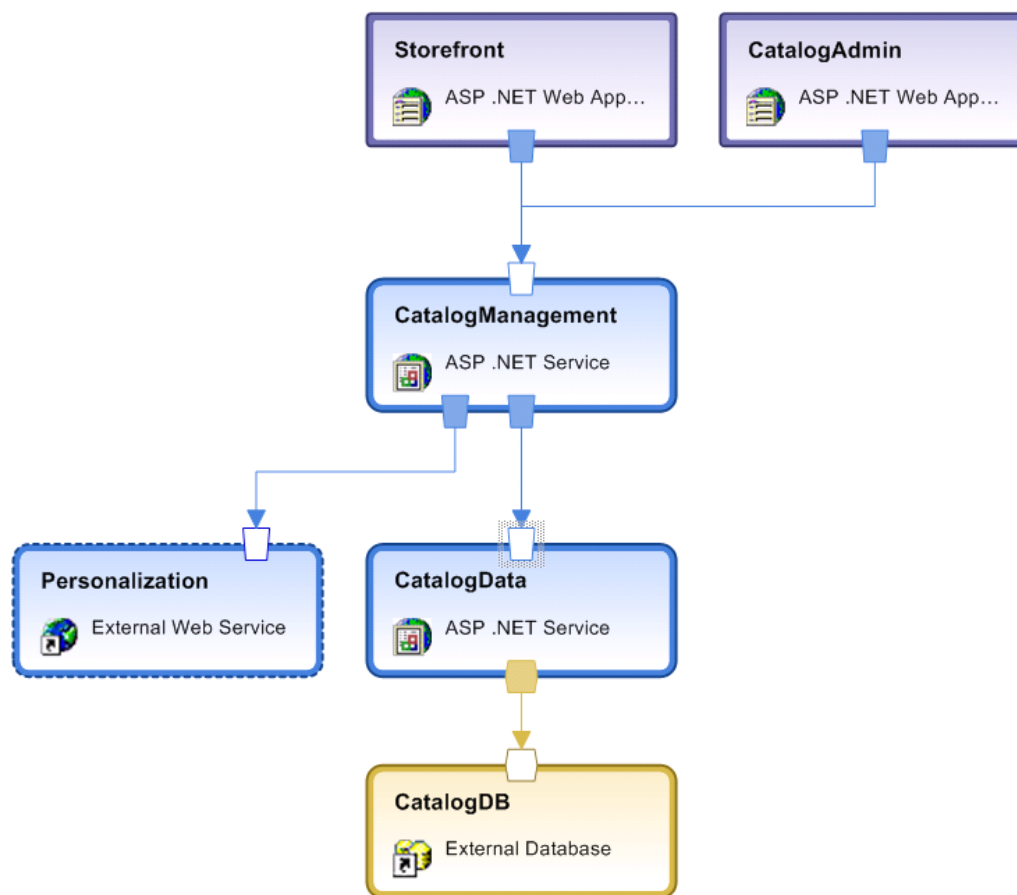 Storefront
ASP .NET Web App...
CatalogAdmin
ASP .NET Web App...
CatalogManagement
ASP .NET Service
Personalization
External Web Service
CatalogData
ASP .NET Service
CatalogDB
External Database